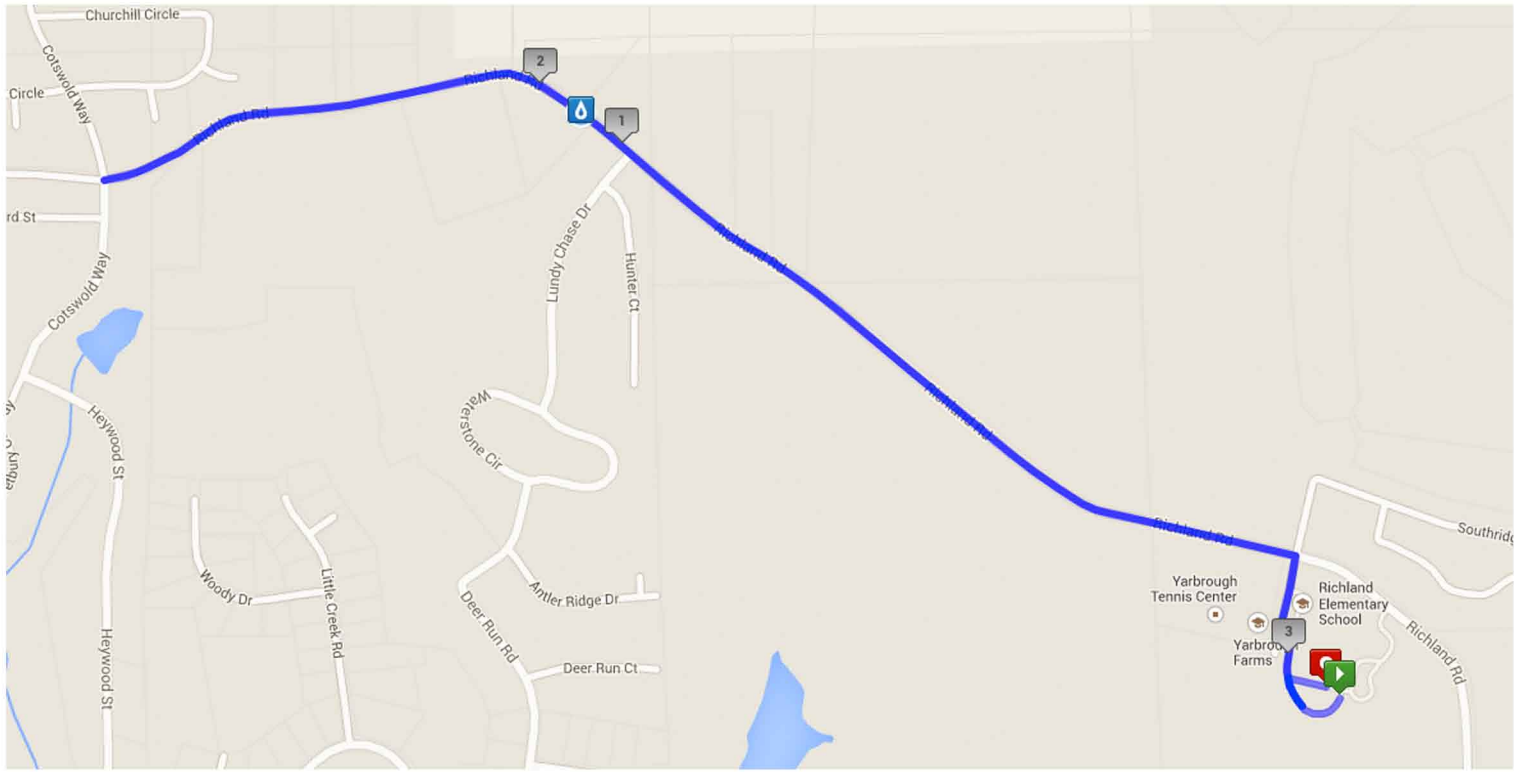 Churchill Circle
Cotswold Way
Circle
2
Richland Rd
1
Richland Rd
rd St
Lundy Chase Dr
Richland Rd
Hunter Ct
Cotswold Way
Waterstone Cir
Richland Rd
Heywood St
Richland Rd
Southridg
Woody Dr
Little Creek Rd
Antler Ridge Dr
Yarbrough
Tennis Center
Richland
Elementary
School
Deer Run Rd
3
Yarbrough
Farms
Richland Rd
Heywood St
Deer Run Ct